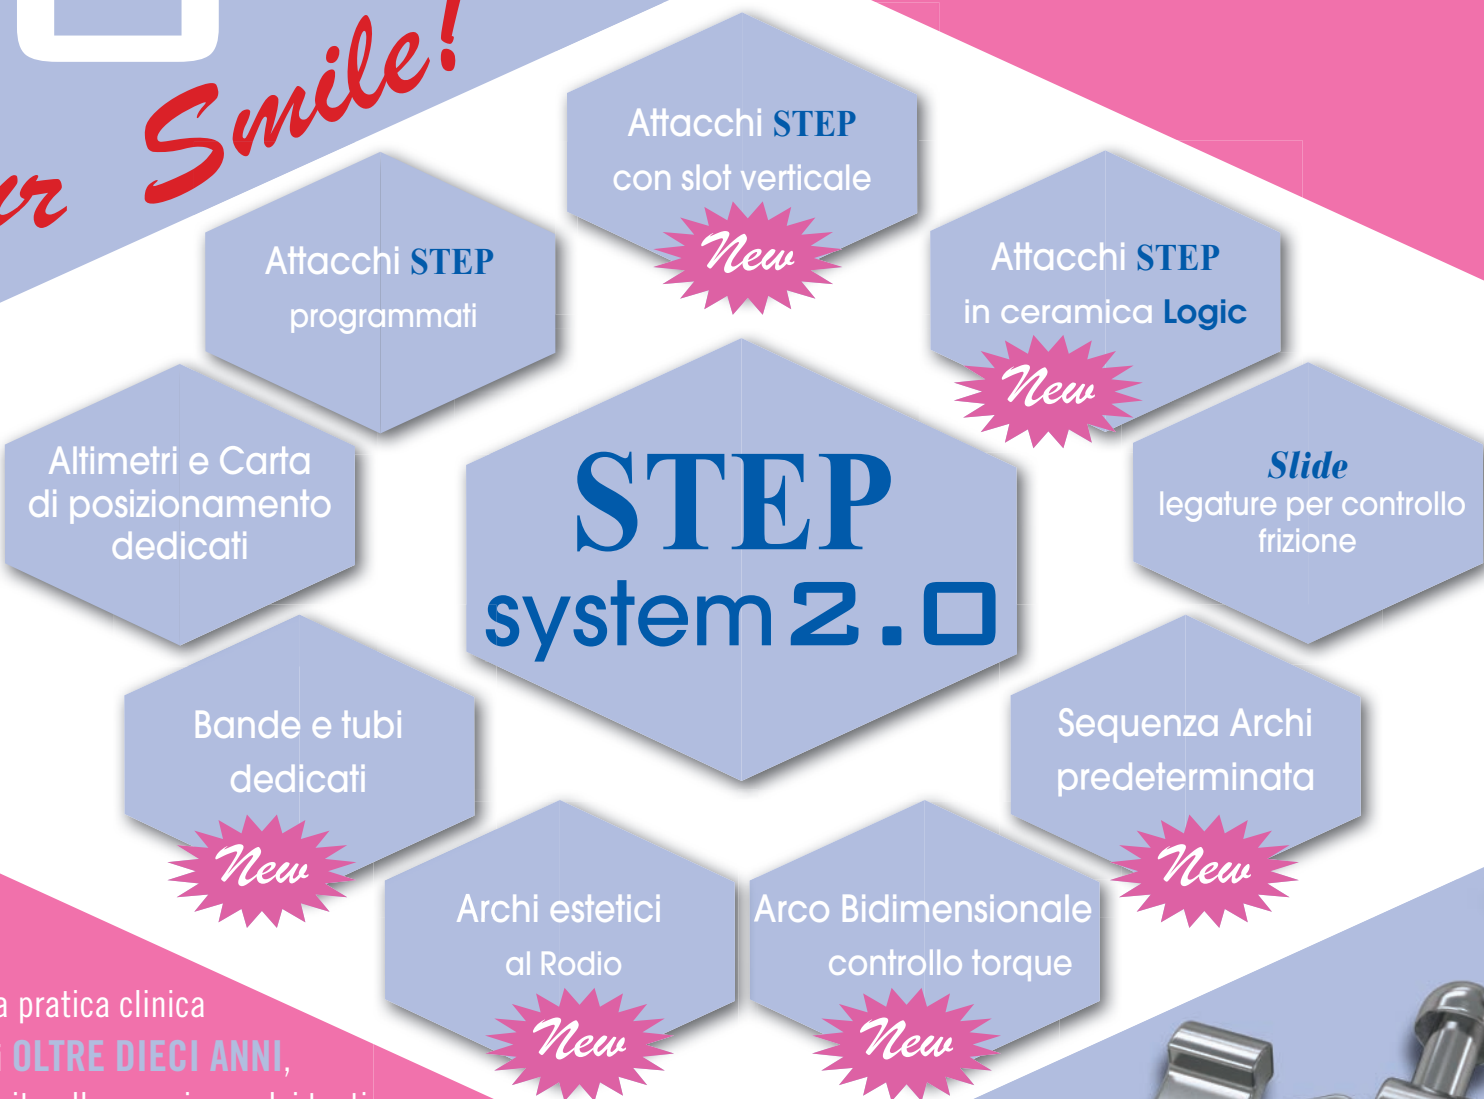 Smile!
Attacchi STEP
con slot verticale
New
Attacchi STEP
programmati
Attacchi STEP
in ceramica Logic
New
Altimetri e Carta
di posizionamento
dedicati
STEP
system 2.0
Slide
legature per controllo
frizione
Bande e tubi
dedicati
New
Sequenza Archi
predeterminata
New
Archi estetici
al Rodio
New
Arco Bidimensionale
controllo torque
New
a pratica clinica
i OLTRE DIECI ANNI,